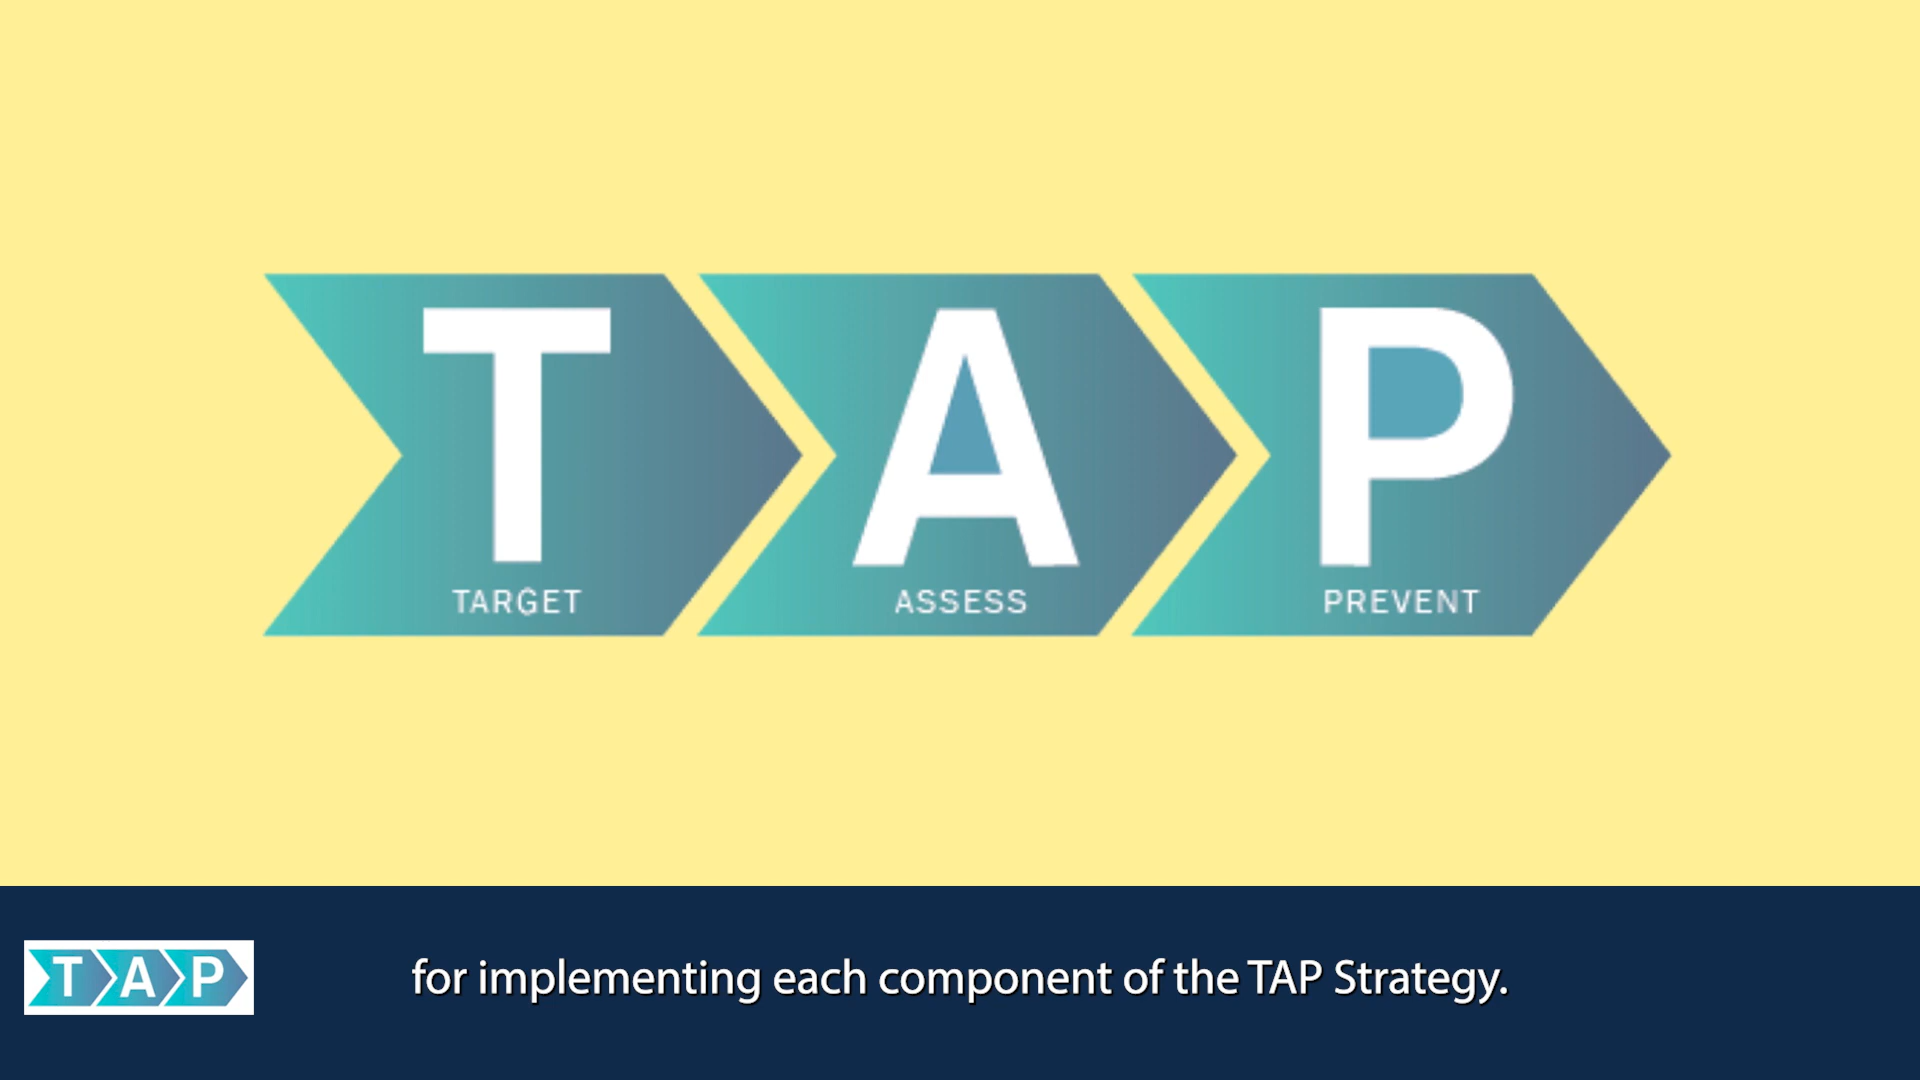 T A P
TARGET ASSESS PREVENT
TAP
for implementing each component of the TAP Strategy.